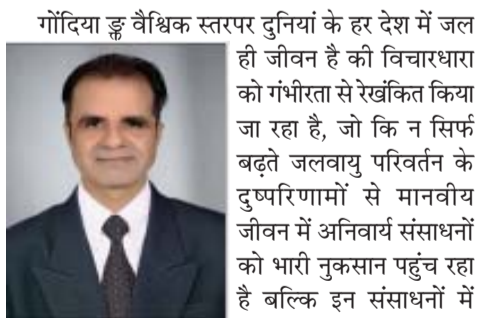 गोंदिया ङ्क वैश्विक स्तरपर दुनियां के हर देश में जल
ही जीवन है की विचारधारा
को गंभीरता से रेखंकित किया
जा रहा है, जो कि न सिर्फ
बढ़ते जलवायु परिवर्तन के
दुष्परिणामों से मानवीय
जीवन में अनिवार्य संसाधनों
को भारी नुकसान पहुंच रहा
है बल्कि इन संसाधनों में